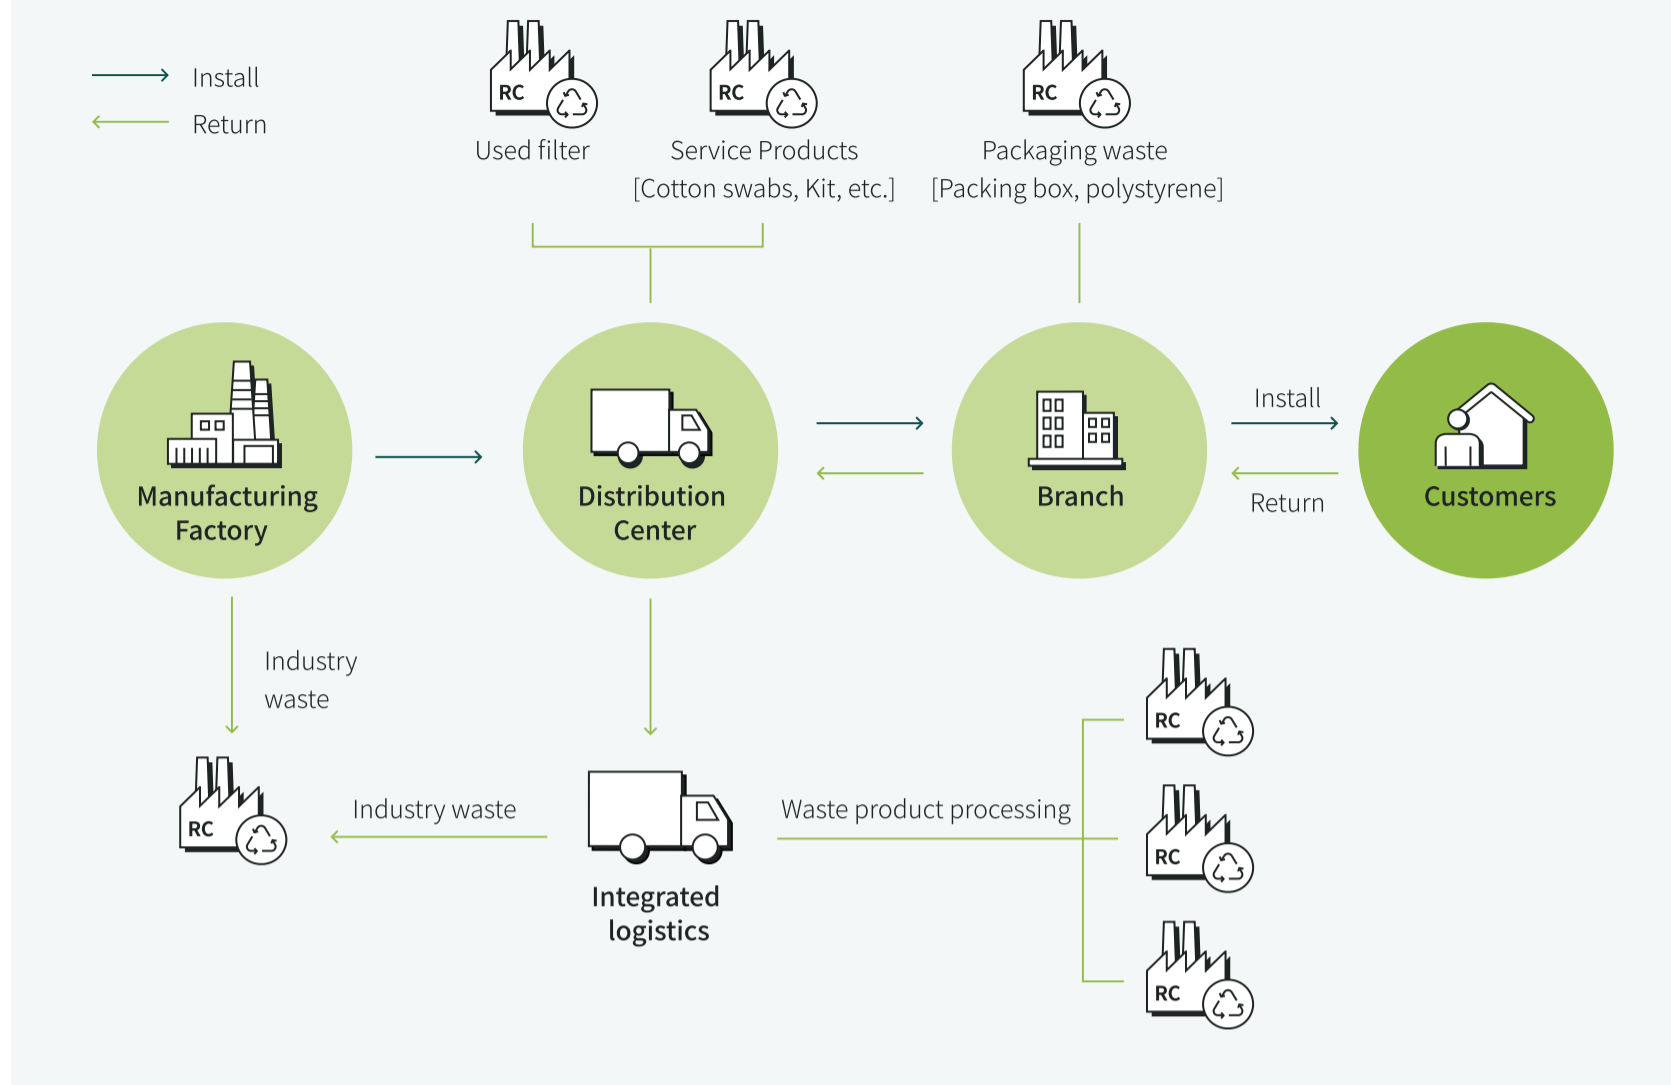 Install
Return
RC
RC
RC
Used filter
Service Products
[Cotton swabs, Kit, etc.]
Packaging waste
[Packing box, polystyrene]
Manufacturing
Factory
Distribution
Center
Branch
Install
Return
Customers
Industry
waste
RC
Industry waste
Integrated
logistics
Waste product processing
RC
RC
RC